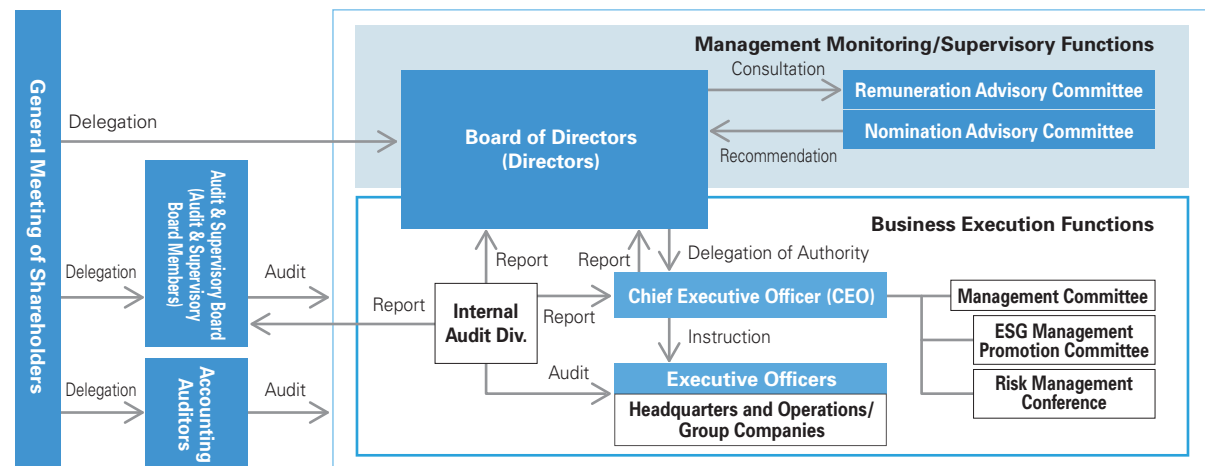 General Meeting of Shareholders
Delegation
Delegation
Delegation
Audit & Supervisory Board
(Audit & Supervisory
Board Members)
Audit
Accounting
Auditors
Audit
Management Monitoring/Supervisory Functions
Board of Directors
(Directors)
Consultation
Recommendation
Remuneration Advisory Committee
Nomination Advisory Committee
Business Execution Functions
Report
Report
Delegation of Authority
Report
Internal
Audit Div.
Report
Chief Executive Officer (CEO)
Instruction
Audit
Executive Officers
Headquarters and Operations/
Group Companies
Management Committee
ESG Management
Promotion Committee
Risk Management
Conference